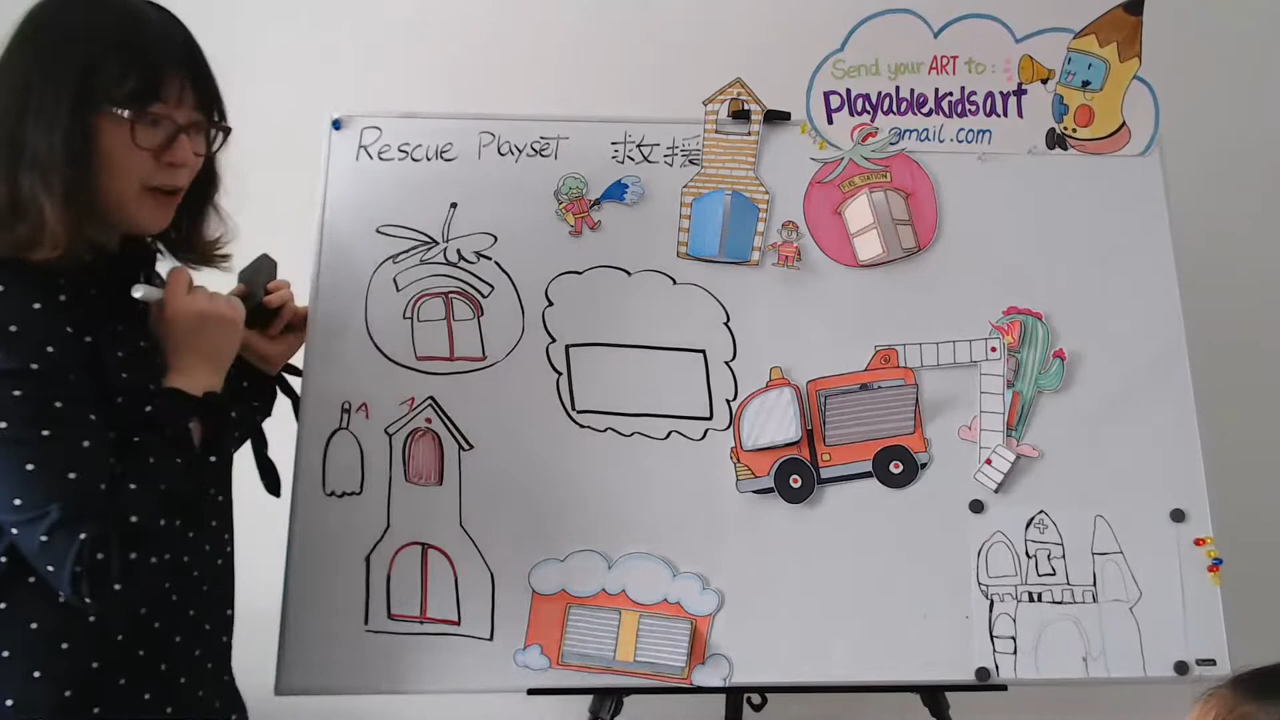 Send your ART to:
Playablekidsart
@gmail.com
Rescue Playset 救援
FIRE STATION
A